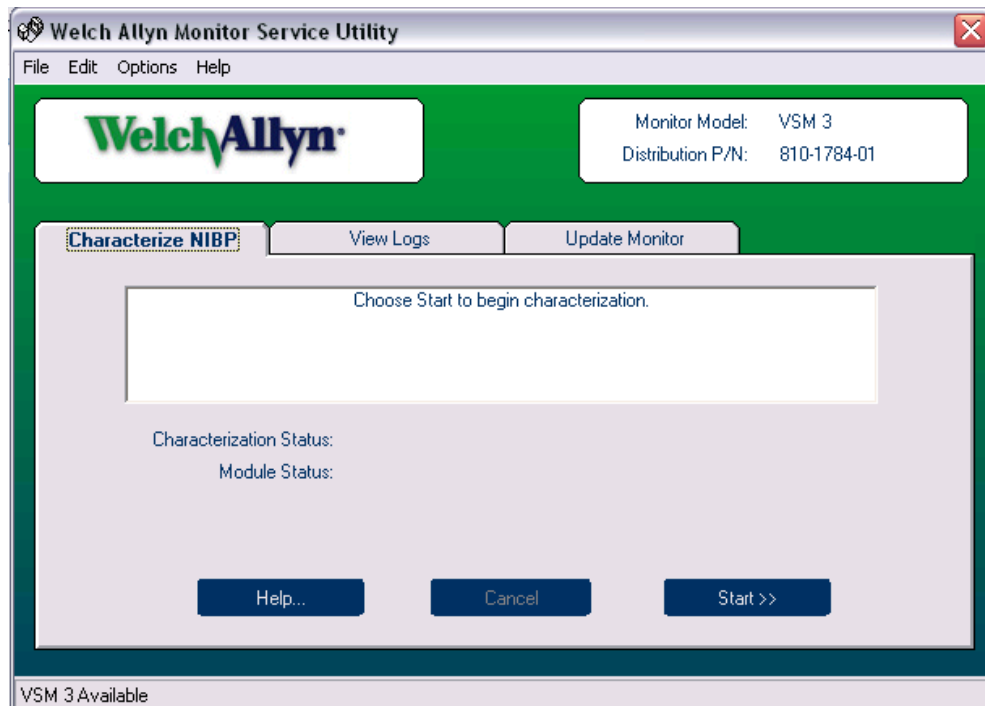 Welch Allyn Monitor Service Utility
File Edit Options Help
WelchAllyn
Monitor Model: VSM 3
Distribution P/N: 810-1784-01
Characterize NIBP View Logs Update Monitor
Choose Start to begin characterization.
Characterization Status:
Module Status:
Help... Cancel Start >>
VSM 3 Available